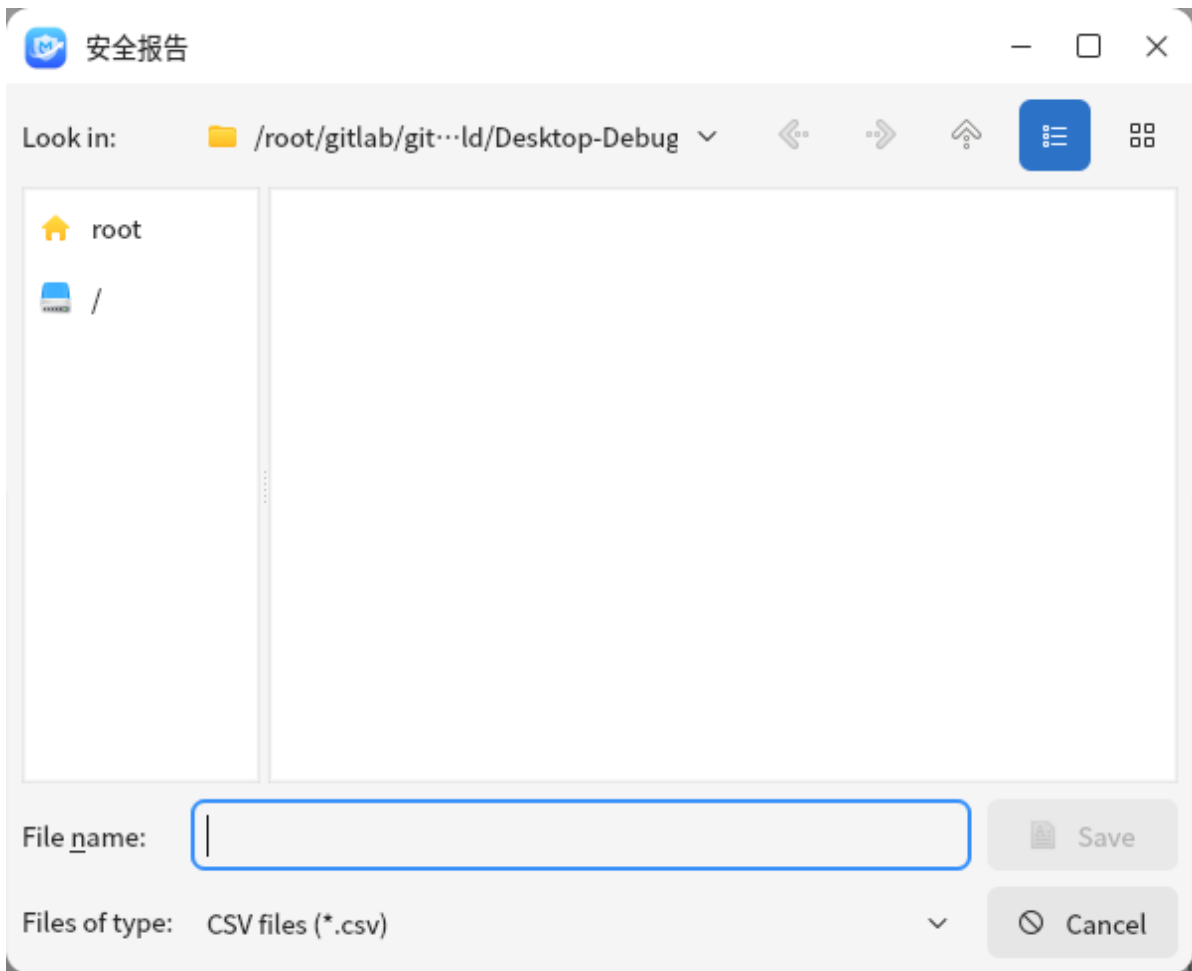 安全报告
Look in: /root/gitlab/git···ld/Desktop-Debug
root
/
File name: Save
Files of type: CSV files (*.csv) Cancel